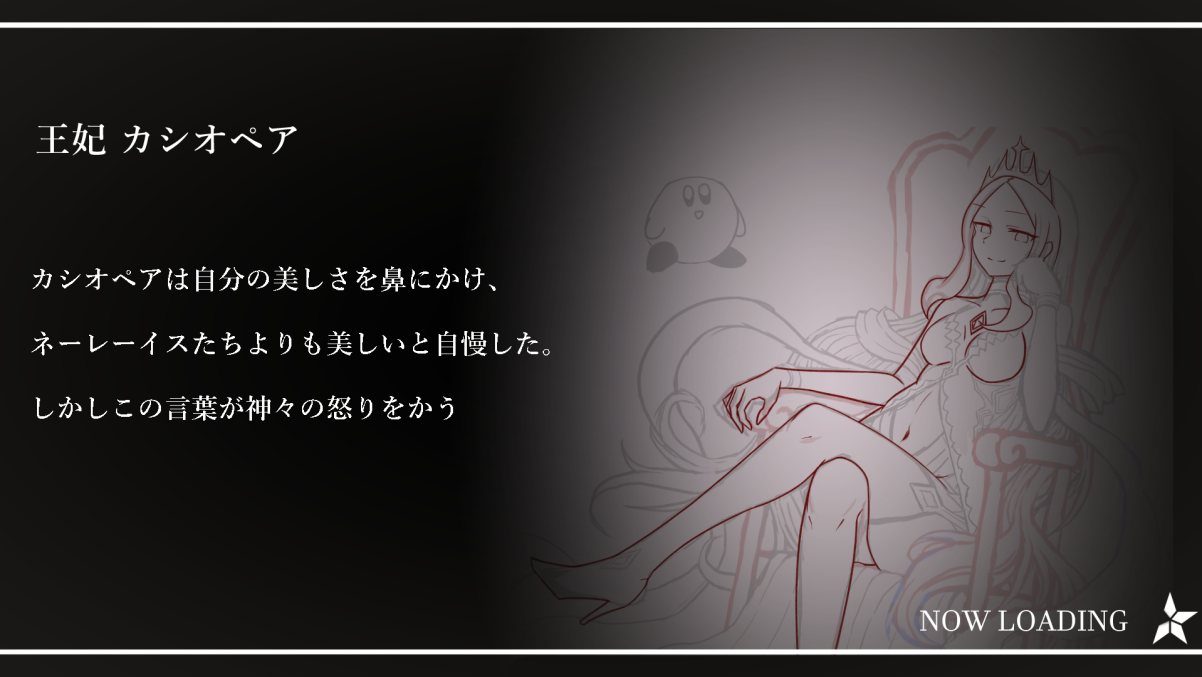 王妃 カシオペア
カシオペアは自分の美しさを鼻にかけ、
ネーレーイスたちよりも美しいと自慢した。
しかしこの言葉が神々の怒りをかう
NOW LOADING